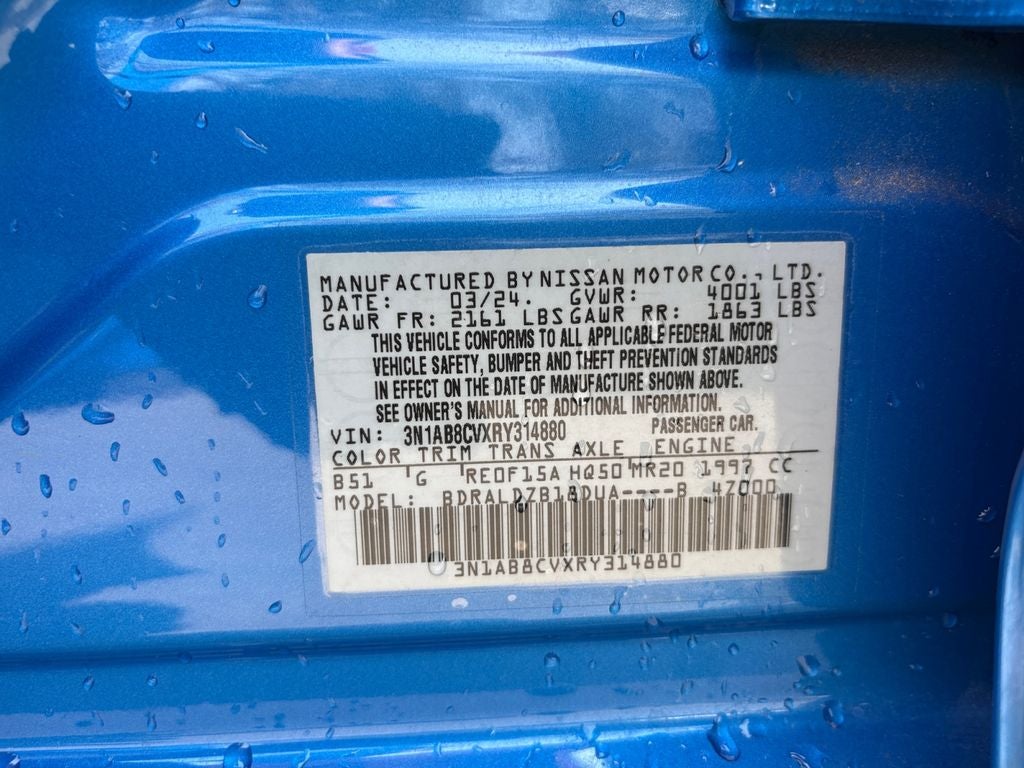 MANUFACTURED BY NISSAN MOTOR CO., LTD.
DATE: 03/24. GVWR: 4001 LBS
GAWR FR: 2161 LBS GAWR RR: 1863 LBS
THIS VEHICLE CONFORMS TO ALL APPLICABLE FEDERAL MOTOR
VEHICLE SAFETY, BUMPER AND THEFT PREVENTION STANDARDS
IN EFFECT ON THE DATE OF MANUFACTURE SHOWN ABOVE.
SEE OWNER'S MANUAL FOR ADDITIONAL INFORMATION.
VIN: 3N1AB8CVXRY314880 PASSENGER CAR.
COLOR TRIM TRANS AXLE ENGINE
B51 G RE0F15A HQ50 MR20 1997 CC
MODEL: BDRALDZB18DUA----B 4Z000
3N1AB8CVXRY314880